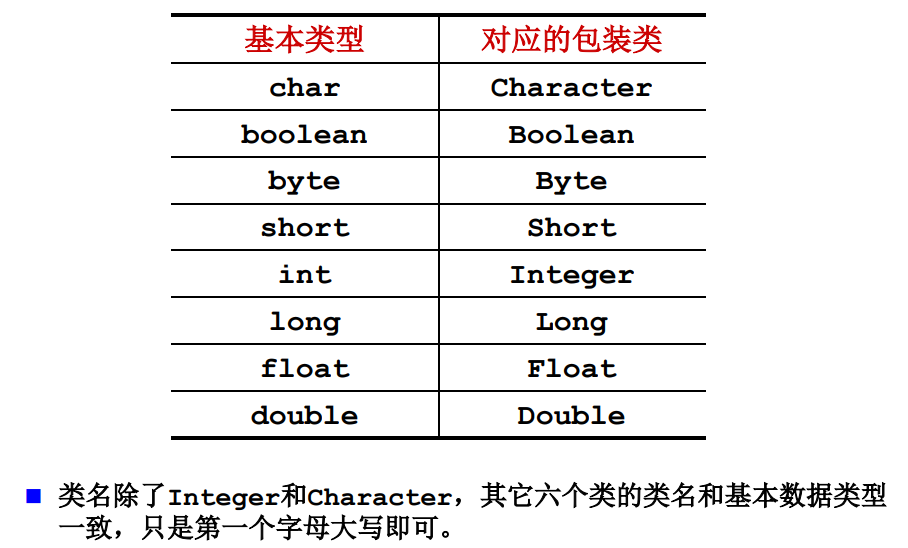 基本类型 对应的包装类
char Character
boolean Boolean
byte Byte
short Short
int Integer
long Long
float Float
double Double
类名除了Integer和Character，其它六个类的类名和基本数据类型
一致，只是第一个字母大写即可。